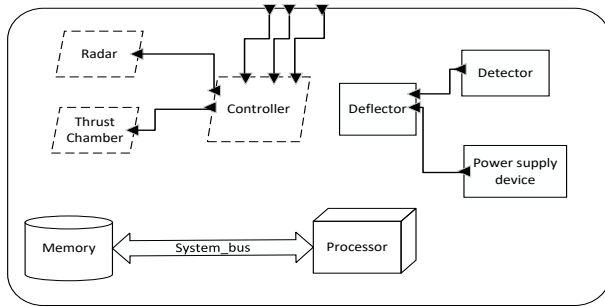 Radar
Thrust
Chamber
Controller
Deflector
Detector
Power supply
device
Memory
System_bus
Processor